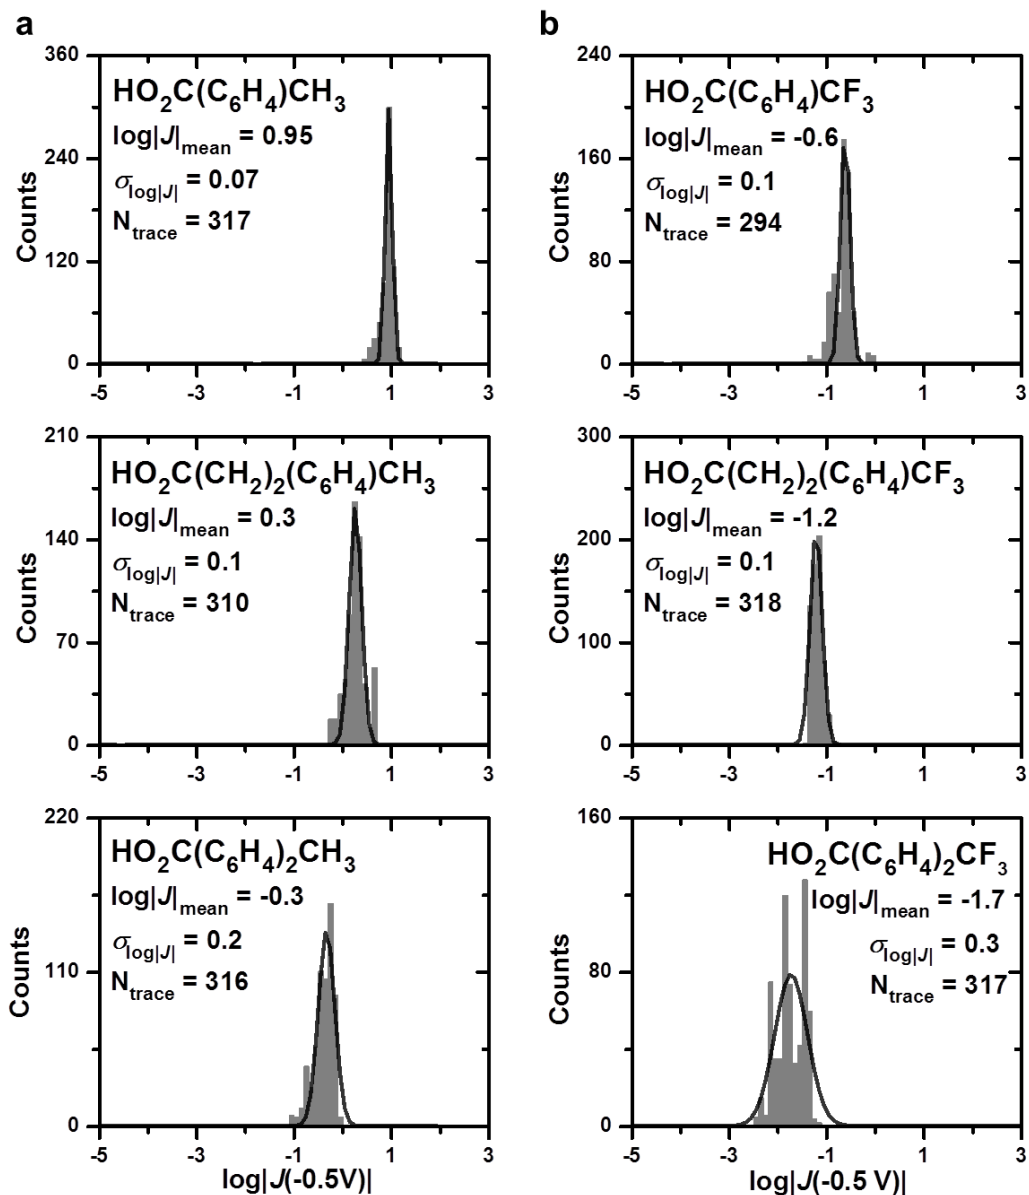 a
360
240
120
0
Counts
HO₂C(C₆H₄)CH₃
log|J|mean = 0.95
σlog|J| = 0.07
Ntrace = 317
-5 -3 -1 1 3
210
140
70
0
Counts
HO₂C(CH₂)₂(C₆H₄)CH₃
log|J|mean = 0.3
σlog|J| = 0.1
Ntrace = 310
-5 -3 -1 1 3
220
110
0
Counts
HO₂C(C₆H₄)₂CH₃
log|J|mean = -0.3
σlog|J| = 0.2
Ntrace = 316
-5 -3 -1 1 3
log|J(-0.5V)|
b
240
160
80
0
Counts
HO₂C(C₆H₄)CF₃
log|J|mean = -0.6
σlog|J| = 0.1
Ntrace = 294
-5 -3 -1 1 3
300
200
100
0
Counts
HO₂C(CH₂)₂(C₆H₄)CF₃
log|J|mean = -1.2
σlog|J| = 0.1
Ntrace = 318
-5 -3 -1 1 3
160
80
0
Counts
HO₂C(C₆H₄)₂CF₃
log|J|mean = -1.7
σlog|J| = 0.3
Ntrace = 317
-5 -3 -1 1 3
log|J(-0.5 V)|